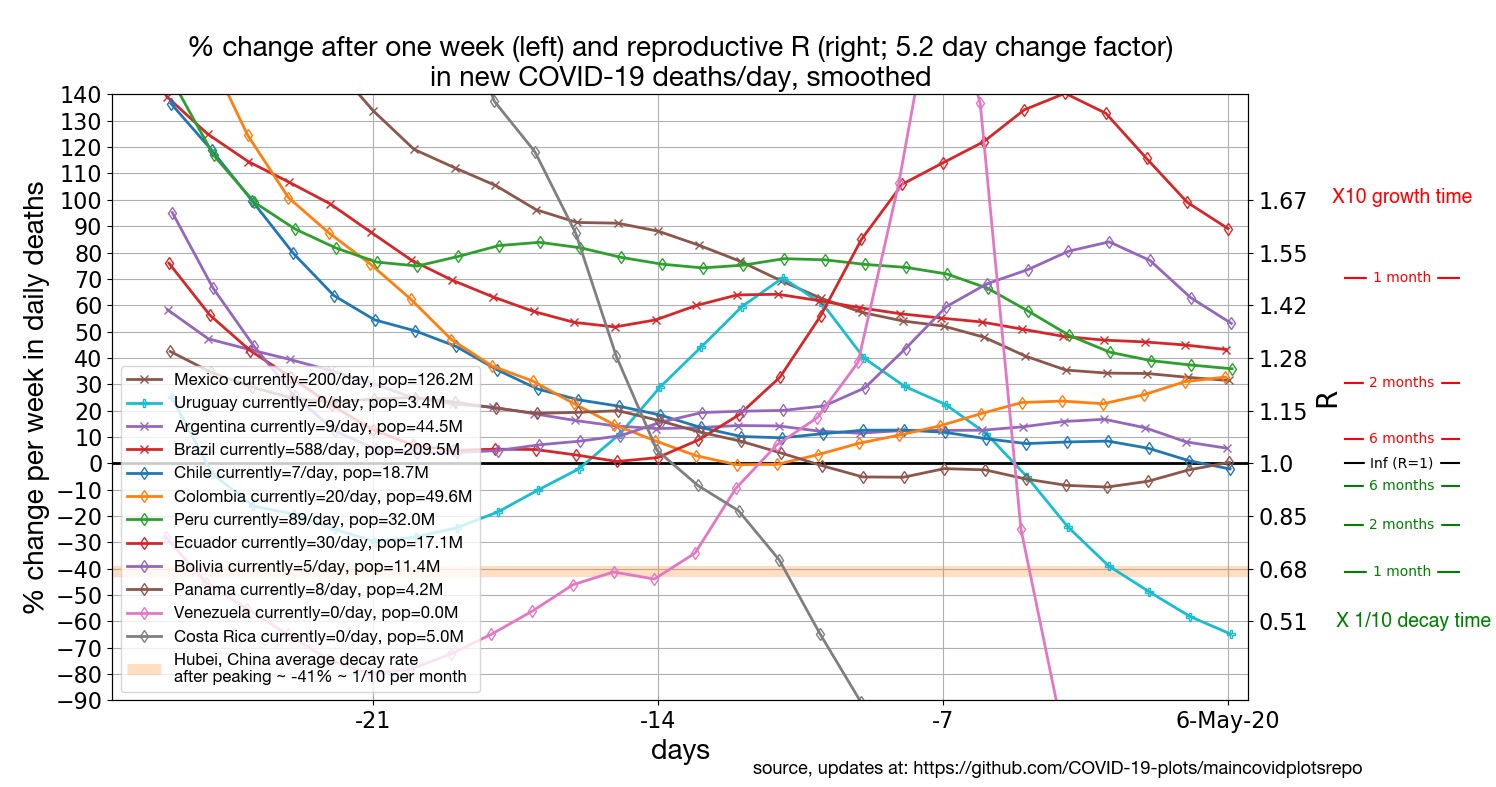 % change after one week (left) and reproductive R (right; 5.2 day change factor)
in new COVID-19 deaths/day, smoothed
% change per week in daily deaths
140
130
120
110
100
90
80
70
60
50
40
30
20
10
0
−10
−20
−30
−40
−50
−60
−70
−80
−90
Mexico currently=200/day, pop=126.2M
Uruguay currently=0/day, pop=3.4M
Argentina currently=9/day, pop=44.5M
Brazil currently=588/day, pop=209.5M
Chile currently=7/day, pop=18.7M
Colombia currently=20/day, pop=49.6M
Peru currently=89/day, pop=32.0M
Ecuador currently=30/day, pop=17.1M
Bolivia currently=5/day, pop=11.4M
Panama currently=8/day, pop=4.2M
Venezuela currently=0/day, pop=0.0M
Costa Rica currently=0/day, pop=5.0M
Hubei, China average decay rate
after peaking ~ -41% ~ 1/10 per month
-21
-14
-7
6-May-20
days
1.67
1.55
1.42
1.28
1.15
1.0
0.85
0.68
0.51
R
X10 growth time
1 month
2 months
6 months
Inf (R=1)
6 months
2 months
1 month
X 1/10 decay time
source, updates at: https://github.com/COVID-19-plots/maincovidplotsrepo